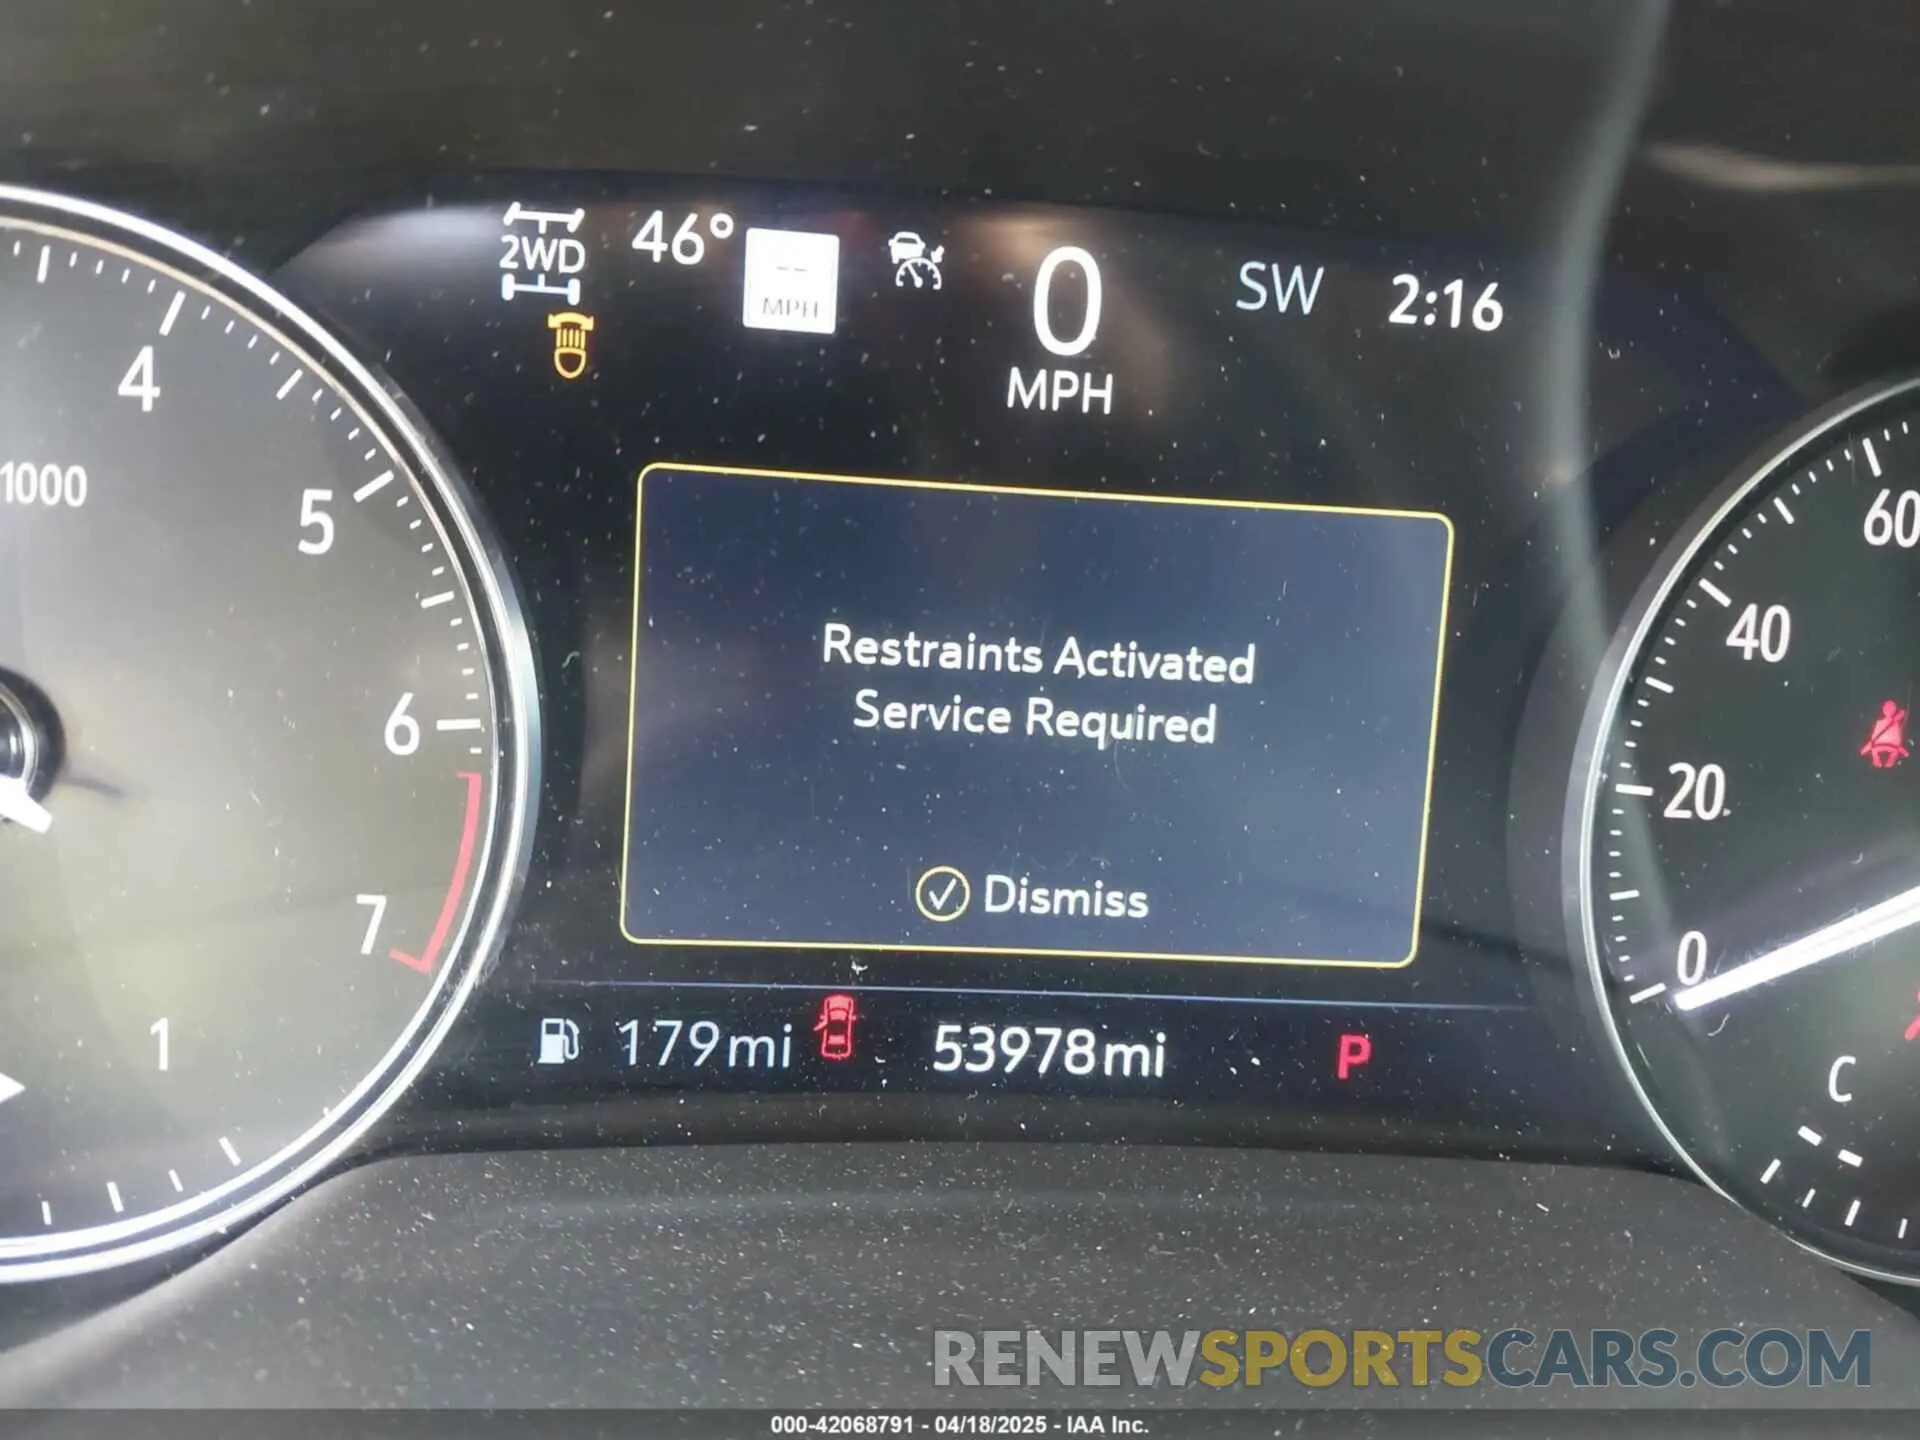 2WD 46° -- MPH 0 MPH SW 2:16
4
1000
5
6
7
1
Restraints Activated
Service Required
Dismiss
179mi 53978mi P
60
40
20
0
C
RENEWSPORTSCARS.COM
000-42068791 - 04/18/2025 - IAA Inc.